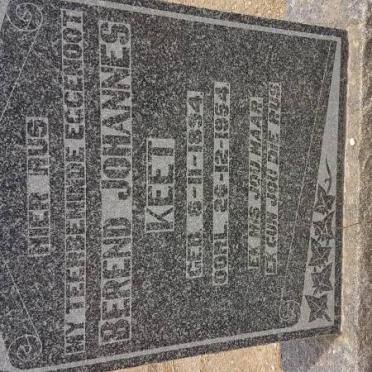 HIER RUS
MY TEERBEMINDE EGGENOOT
BEREND JOHANNES
KEET
GEB. 6-11-1894
OORL. 26-12-1954
EK MIS JOU MAAR
EK GUN JOU DIE RUS